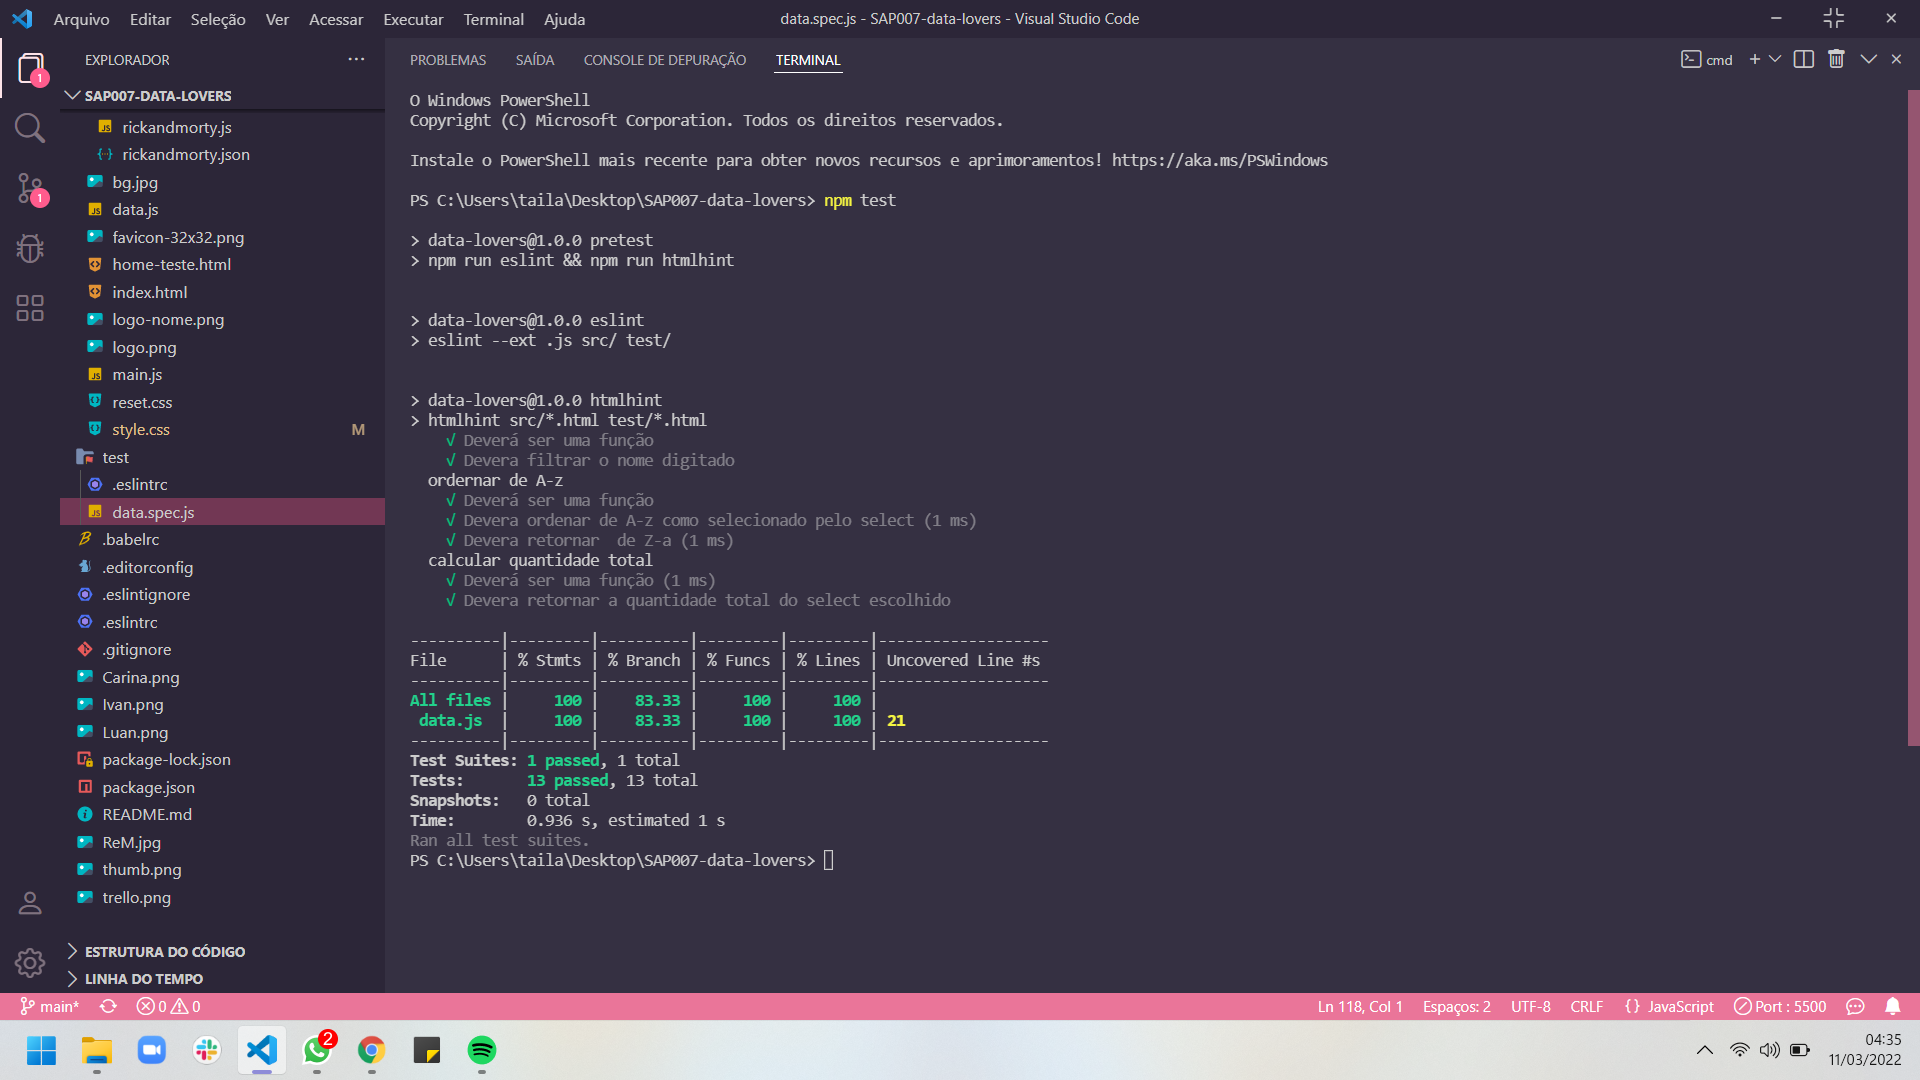 Arquivo Editar Seleção Ver Acessar Executar Terminal Ajuda
data.spec.js - SAP007-data-lovers - Visual Studio Code
EXPLORADOR
SAP007-DATA-LOVERS
rickandmorty.js
rickandmorty.json
bg.jpg
data.js
favicon-32x32.png
home-teste.html
index.html
logo-nome.png
logo.png
main.js
reset.css
style.css M
test
.eslintrc
data.spec.js
.babelrc
.editorconfig
.eslintignore
.eslintrc
.gitignore
Carina.png
Ivan.png
Luan.png
package-lock.json
package.json
README.md
ReM.jpg
thumb.png
trello.png
ESTRUTURA DO CÓDIGO
LINHA DO TEMPO
1
1
PROBLEMAS SAÍDA CONSOLE DE DEPURAÇÃO TERMINAL
cmd
O Windows PowerShell
Copyright (C) Microsoft Corporation. Todos os direitos reservados.
Instale o PowerShell mais recente para obter novos recursos e aprimoramentos! https://aka.ms/PSWindows
PS C:\Users\taila\Desktop\SAP007-data-lovers> npm test
> data-lovers@1.0.0 pretest
> npm run eslint && npm run htmlhint
> data-lovers@1.0.0 eslint
> eslint --ext .js src/ test/
> data-lovers@1.0.0 htmlhint
> htmlhint src/*.html test/*.html
√ Deverá ser uma função
√ Devera filtrar o nome digitado
ordernar de A-z
√ Deverá ser uma função
√ Devera ordenar de A-z como selecionado pelo select (1 ms)
√ Devera retornar  de Z-a (1 ms)
calcular quantidade total
√ Deverá ser uma função (1 ms)
√ Devera retornar a quantidade total do select escolhido
----------|---------|----------|---------|---------|-------------------
File      | % Stmts | % Branch | % Funcs | % Lines | Uncovered Line #s
----------|---------|----------|---------|---------|-------------------
All files |     100 |    83.33 |     100 |     100 |
 data.js  |     100 |    83.33 |     100 |     100 | 21
----------|---------|----------|---------|---------|-------------------
Test Suites: 1 passed, 1 total
Tests:       13 passed, 13 total
Snapshots:   0 total
Time:        0.936 s, estimated 1 s
Ran all test suites.
PS C:\Users\taila\Desktop\SAP007-data-lovers>
main* 0 0
Ln 118, Col 1 Espaços: 2 UTF-8 CRLF {} JavaScript Port : 5500
2
04:35
11/03/2022